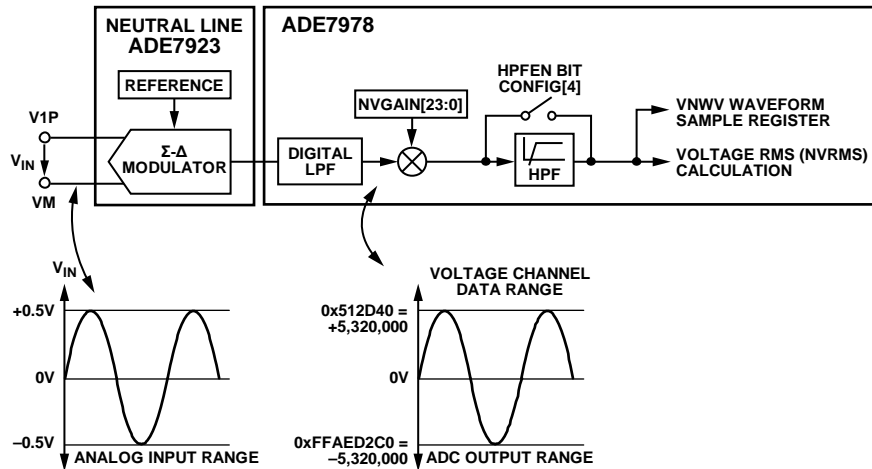 NEUTRAL LINE
ADE7923
ADE7978
REFERENCE
V1P
VIN
VM
Σ-Δ
MODULATOR
DIGITAL
LPF
NVGAIN[23:0]
HPFEN BIT
CONFIG[4]
HPF
VNWV WAVEFORM
SAMPLE REGISTER
VOLTAGE RMS (NVRMS)
CALCULATION
VIN
+0.5V
0V
–0.5V
ANALOG INPUT RANGE
VOLTAGE CHANNEL
DATA RANGE
0x512D40 =
+5,320,000
0V
0xFFAED2C0 =
–5,320,000
ADC OUTPUT RANGE